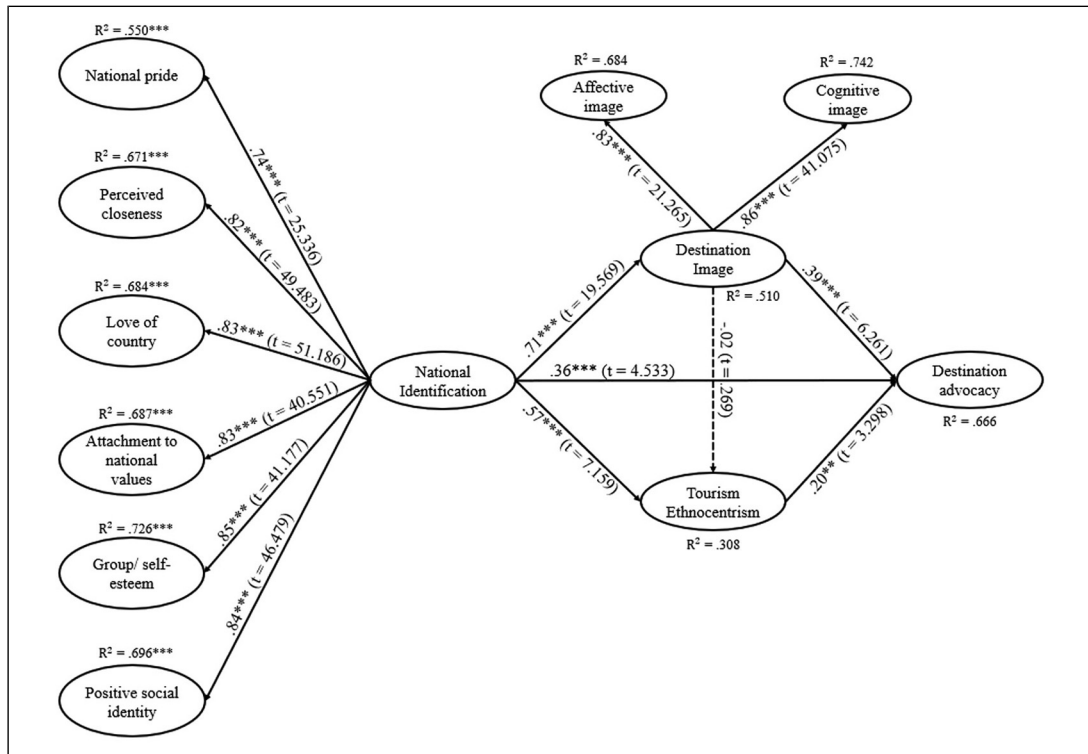 R² = .550***
National pride
R² = .671***
Perceived
closeness
R² = .684***
Love of
country
R² = .687***
Attachment to
national
values
R² = .726***
Group/ self-
esteem
R² = .696***
Positive social
identity
.74*** (t = 25.336)
.82*** (t = 49.483)
.83*** (t = 51.186)
.83*** (t = 40.551)
.85*** (t = 41.177)
.84*** (t = 46.479)
National
Identification
R² = .684
Affective
image
R² = .742
Cognitive
image
.83*** (t = 21.265)
.86*** (t = 41.075)
Destination
Image
R² = .510
.71*** (t = 19.569)
.39*** (t = 6.261)
-.02 (t = .269)
.36*** (t = 4.533)
Destination
advocacy
R² = .666
.57*** (t = 7.159)
.20** (t = 3.298)
Tourism
Ethnocentrism
R² = .308